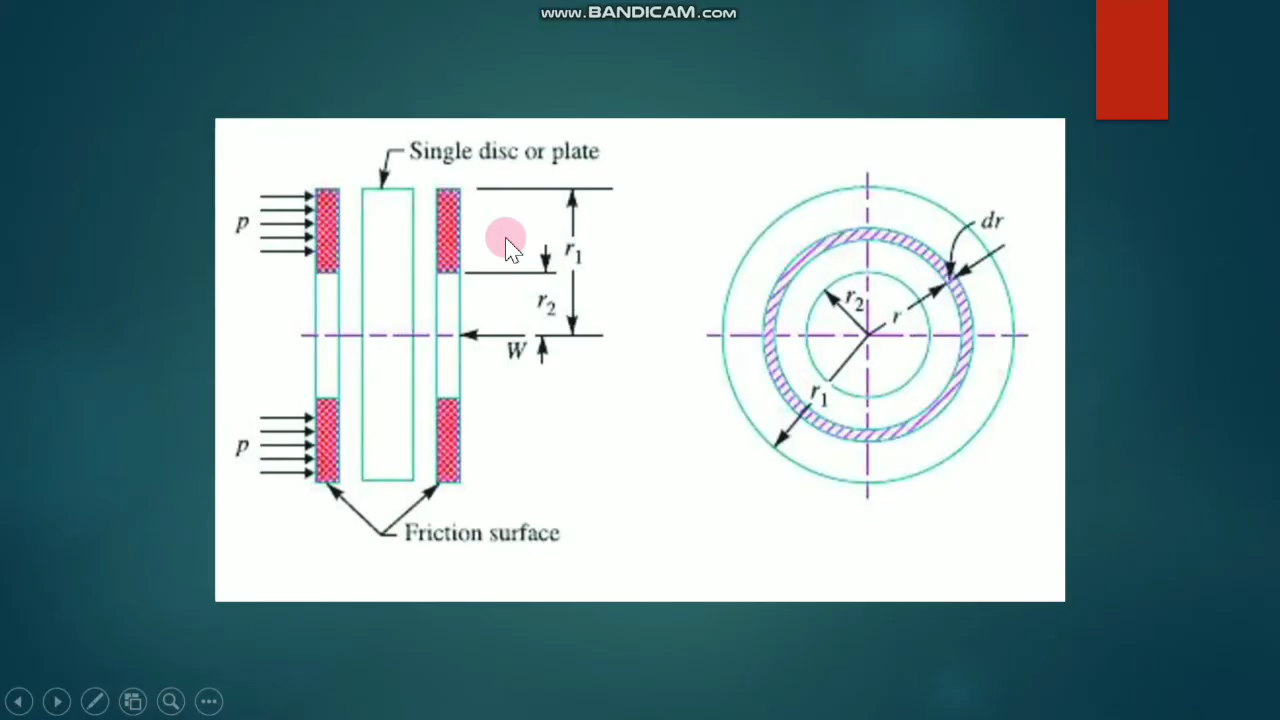 www.BANDICAM.com
Single disc or plate
p
r1
r2
W
p
Friction surface
dr
r2
r
r1